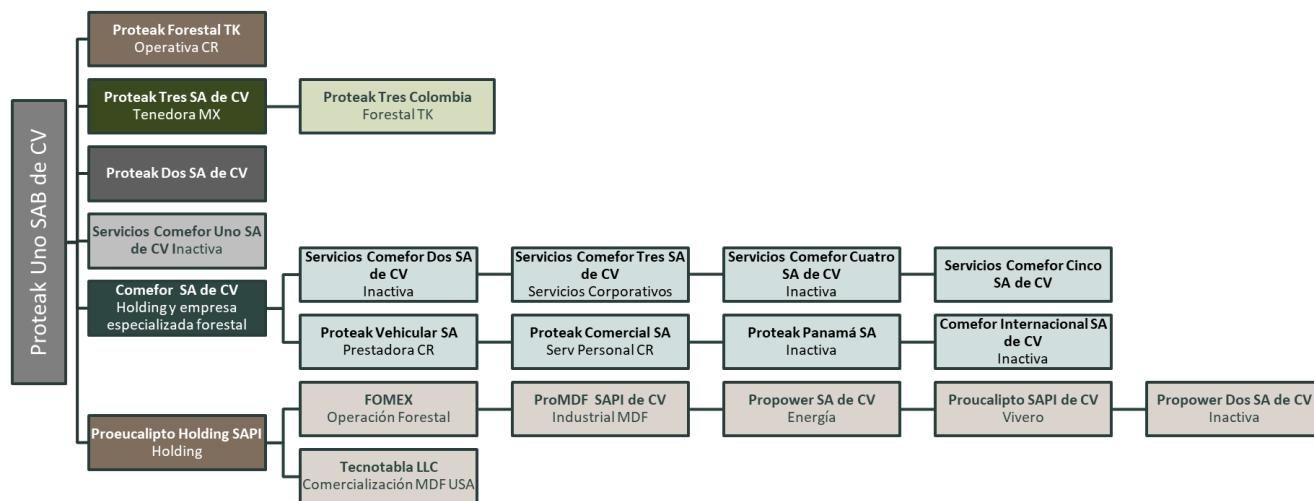 Proteak Uno SAB de CV
Proteak Forestal TK
Operativa CR
Proteak Tres SA de CV
Tenedora MX
Proteak Tres Colombia
Forestal TK
Proteak Dos SA de CV
Servicios Comefor Uno SA
de CV Inactiva
Comefor SA de CV
Holding y empresa
especializada forestal
Servicios Comefor Dos SA
de CV
Inactiva
Servicios Comefor Tres SA
de CV
Servicios Corporativos
Servicios Comefor Cuatro
SA de CV
Inactiva
Servicios Comefor Cinco
SA de CV
Proteak Vehicular SA
Prestadora CR
Proteak Comercial SA
Serv Personal CR
Proteak Panamá SA
Inactiva
Comefor Internacional SA
de CV
Inactiva
Proeucalipto Holding SAPI
Holding
FOMEX
Operación Forestal
ProMDF SAPI de CV
Industrial MDF
Propower SA de CV
Energía
Proucalipto SAPI de CV
Vivero
Propower Dos SA de CV
Inactiva
Tecnotabla LLC
Comercialización MDF USA